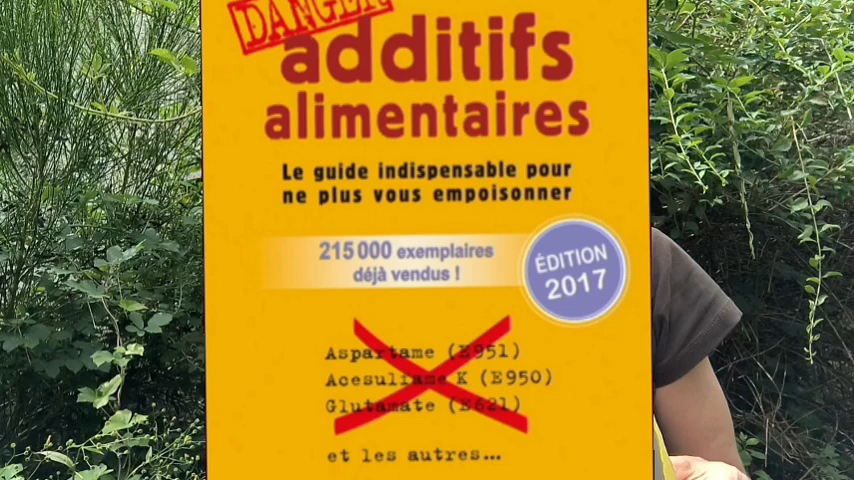 DANGER
additifs
alimentaires
Le guide indispensable pour
ne plus vous empoisonner
215 000 exemplaires
déjà vendus !
ÉDITION
2017
Aspartame (E951)
Acesulfame K (E950)
Glutamate (E621)
et les autres...